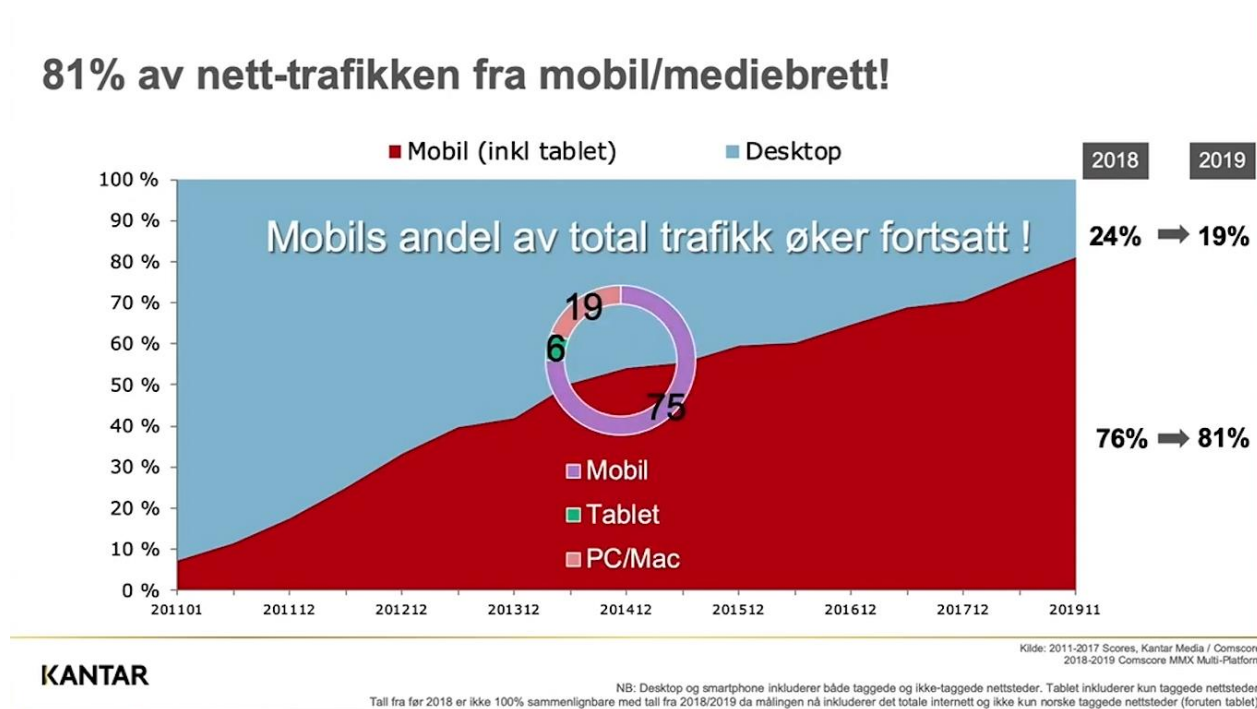 81% av nett-trafikken fra mobil/mediebrett!
Mobil (inkl tablet) Desktop
2018 2019
100 %
90 %
80 %
70 %
60 %
50 %
40 %
30 %
20 %
10 %
0 %
Mobils andel av total trafikk øker fortsatt !
24% 19%
19
6
75
76% 81%
Mobil
Tablet
PC/Mac
201101 201112 201212 201312 201412 201512 201612 201712 201911
Kilde: 2011-2017 Scores, Kantar Media / Comscore
2018-2019 Comscore MMX Multi-Platform
KANTAR
NB: Desktop og smartphone inkluderer både taggede og ikke-taggede nettsteder. Tablet inkluderer kun taggede nettsteder
Tall fra før 2018 er ikke 100% sammenlignbare med tall fra 2018/2019 da målingen nå inkluderer det totale internett og ikke kun norske taggede nettsteder (foruten tablet)